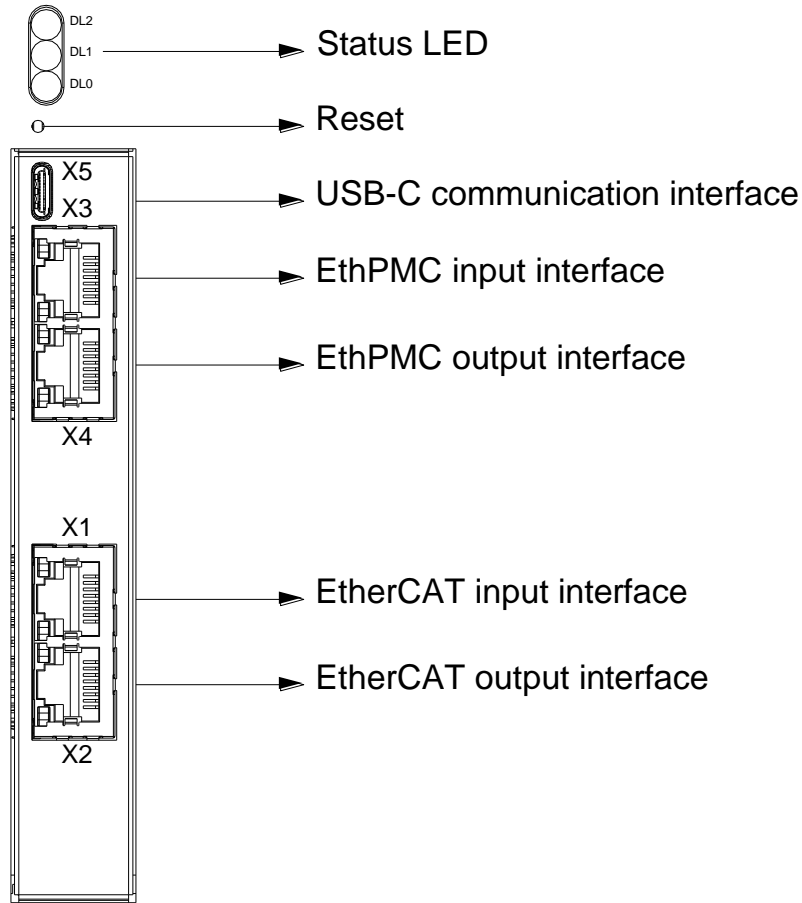 DL2
DL1
Status LED
DL0
Reset
X5
USB-C communication interface
X3
EthPMC input interface
EthPMC output interface
X4
X1
EtherCAT input interface
EtherCAT output interface
X2